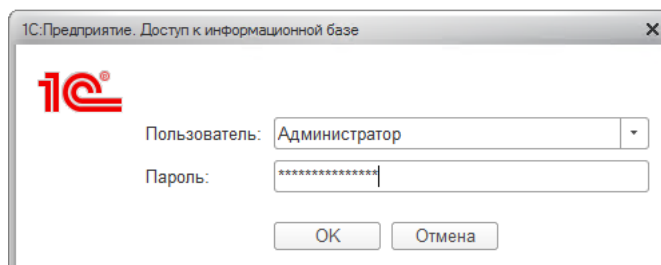 1С:Предприятие. Доступ к информационной базе
1С®
Пользователь: Администратор
Пароль: ***************
OK Отмена